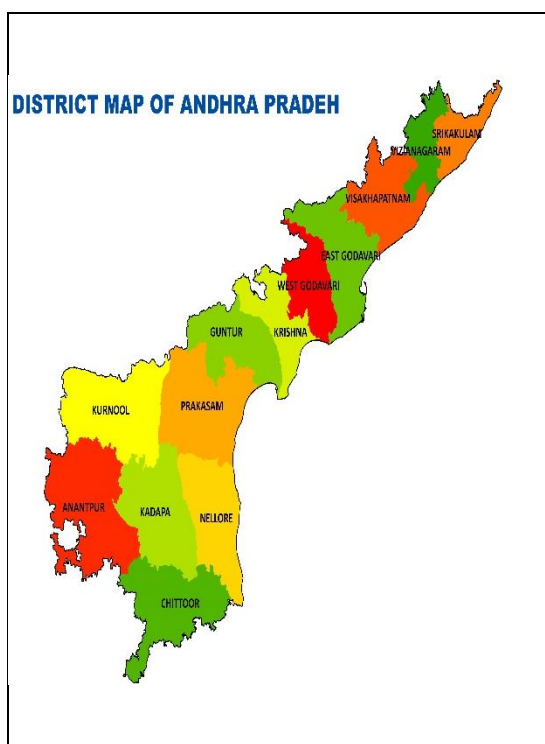 DISTRICT MAP OF ANDHRA PRADEH
SRIKAKULAM
VIZIANAGARAM
VISAKHAPATNAM
EAST GODAVARI
WEST GODAVARI
KRISHNA
GUNTUR
PRAKASAM
KURNOOL
ANANTPUR
KADAPA
NELLORE
CHITTOOR